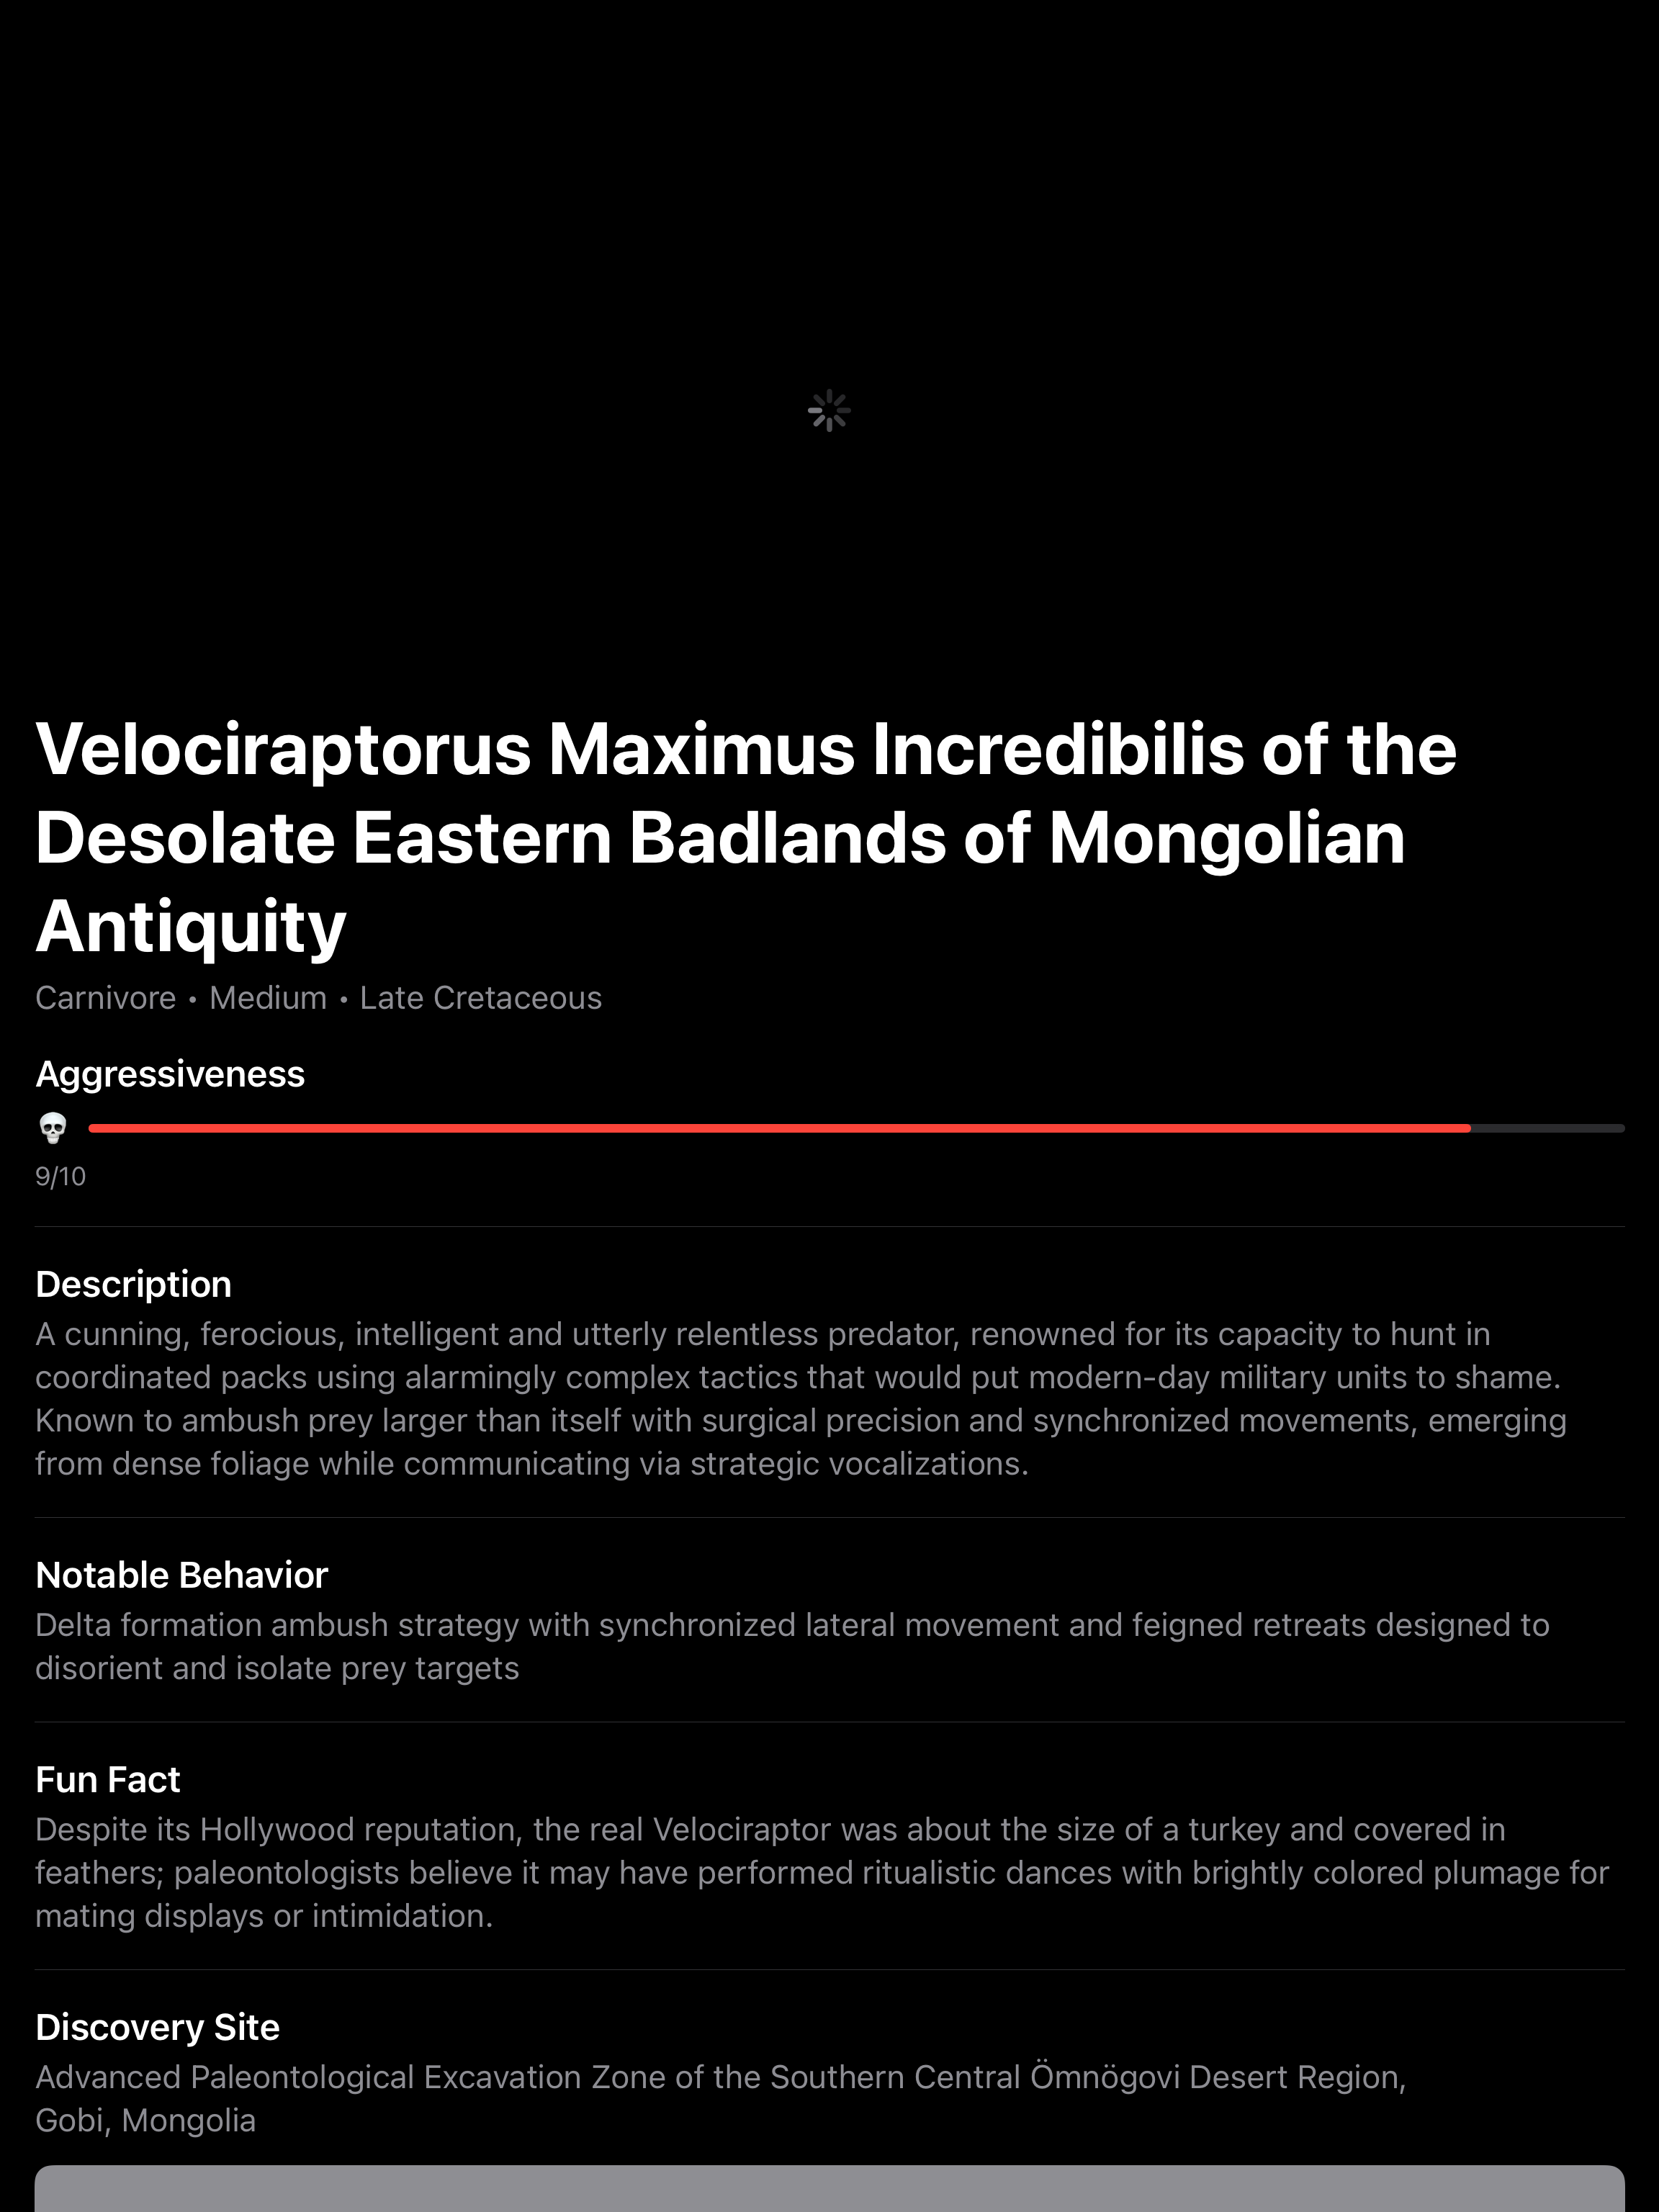 Velociraptorus Maximus Incredibilis of the
Desolate Eastern Badlands of Mongolian
Antiquity
Carnivore • Medium • Late Cretaceous
Aggressiveness
9/10
Description
A cunning, ferocious, intelligent and utterly relentless predator, renowned for its capacity to hunt in
coordinated packs using alarmingly complex tactics that would put modern-day military units to shame.
Known to ambush prey larger than itself with surgical precision and synchronized movements, emerging
from dense foliage while communicating via strategic vocalizations.
Notable Behavior
Delta formation ambush strategy with synchronized lateral movement and feigned retreats designed to
disorient and isolate prey targets
Fun Fact
Despite its Hollywood reputation, the real Velociraptor was about the size of a turkey and covered in
feathers; paleontologists believe it may have performed ritualistic dances with brightly colored plumage for
mating displays or intimidation.
Discovery Site
Advanced Paleontological Excavation Zone of the Southern Central Ömnögovi Desert Region,
Gobi, Mongolia